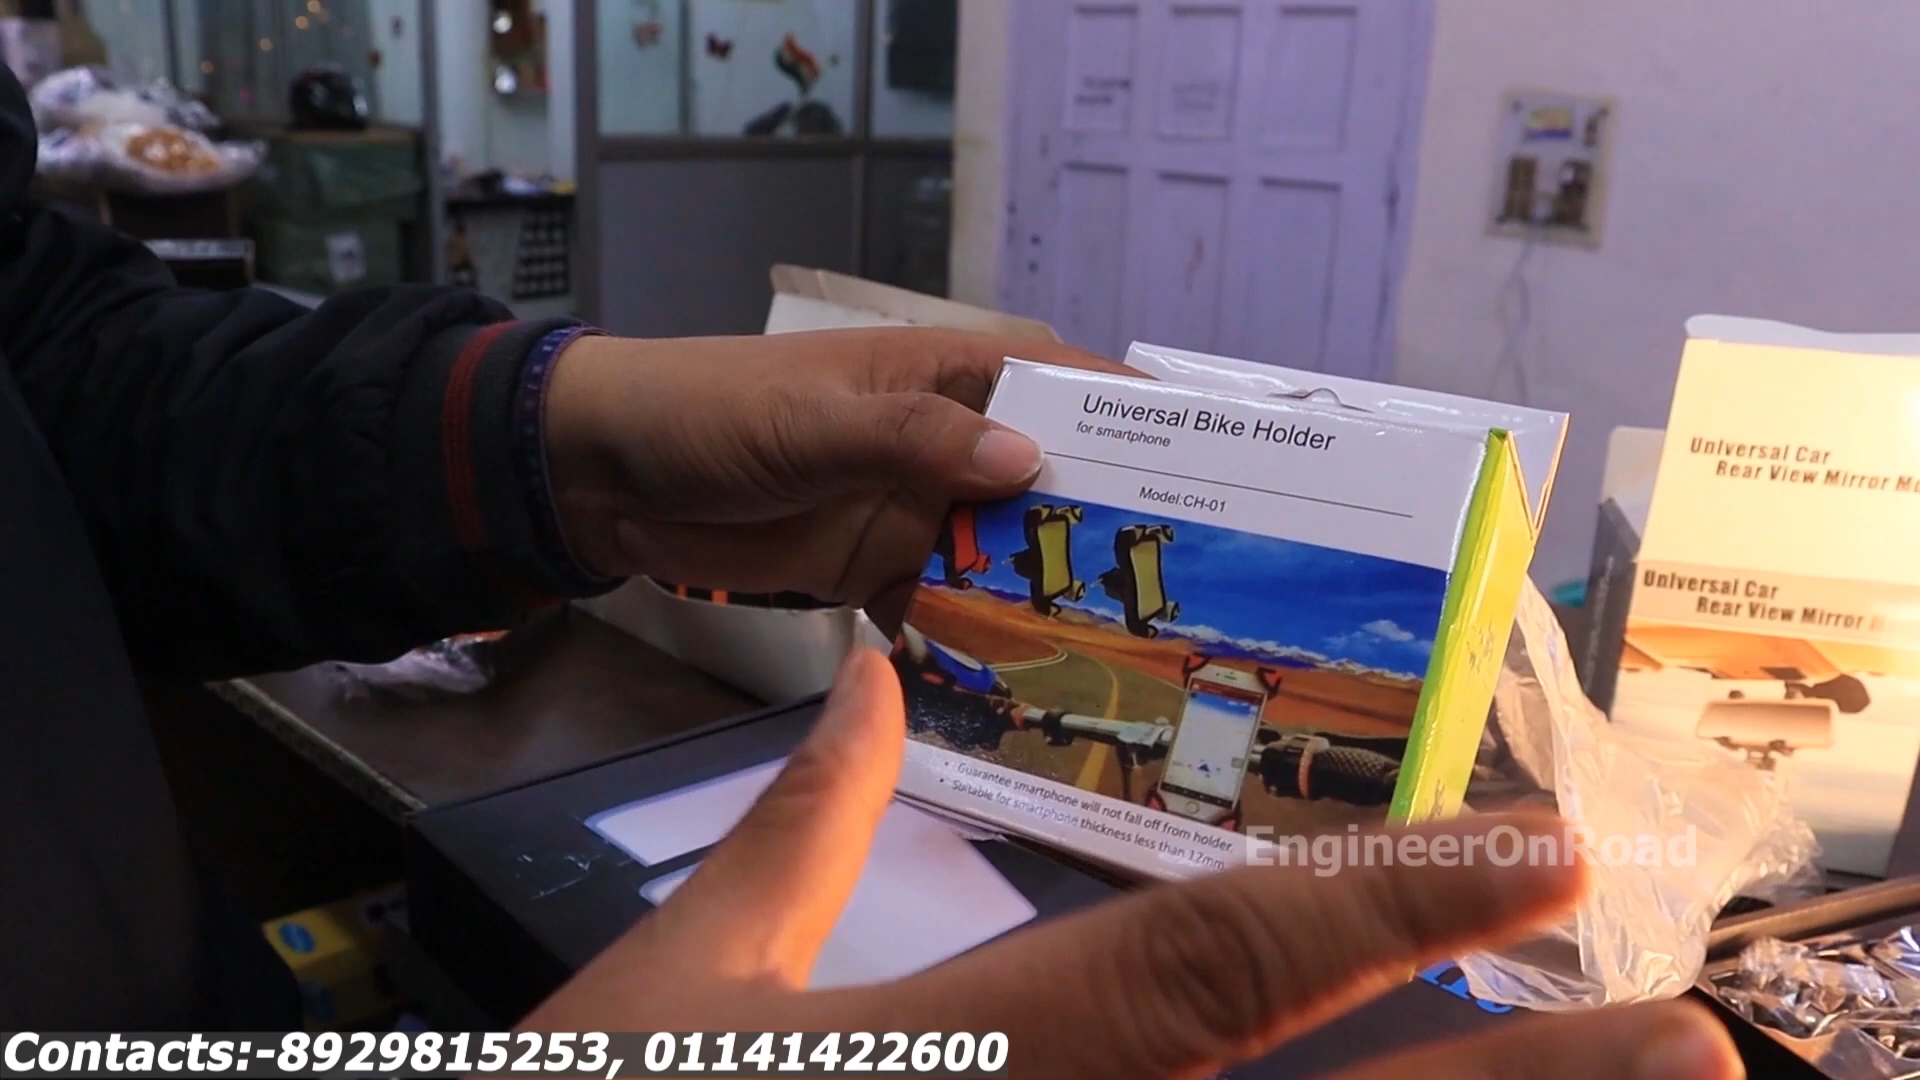 Universal Bike Holder
for smartphone
Model:CH-01
• Guarantee smartphone will not fall off from holder.
• Suitable for smartphone thickness less than 12mm
Universal Car
Rear View Mirror
Universal Car
Rear View Mirror
EngineerOnRoad
Contacts:-8929815253, 01141422600